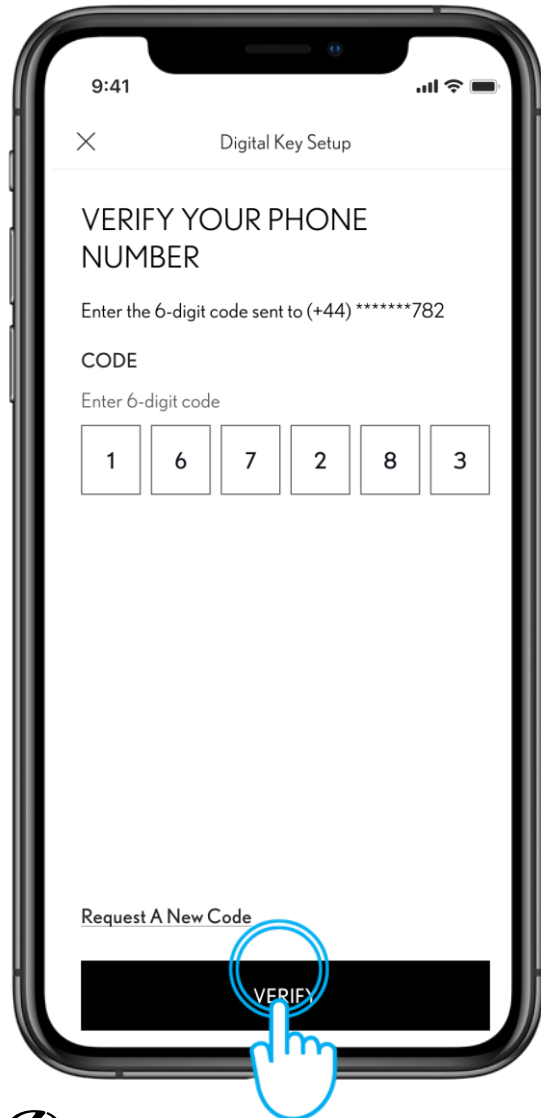 9:41
Digital Key Setup
VERIFY YOUR PHONE
NUMBER
Enter the 6-digit code sent to (+44) *******782
CODE
Enter 6-digit code
1 6 7 2 8 3
Request A New Code
VERIFY